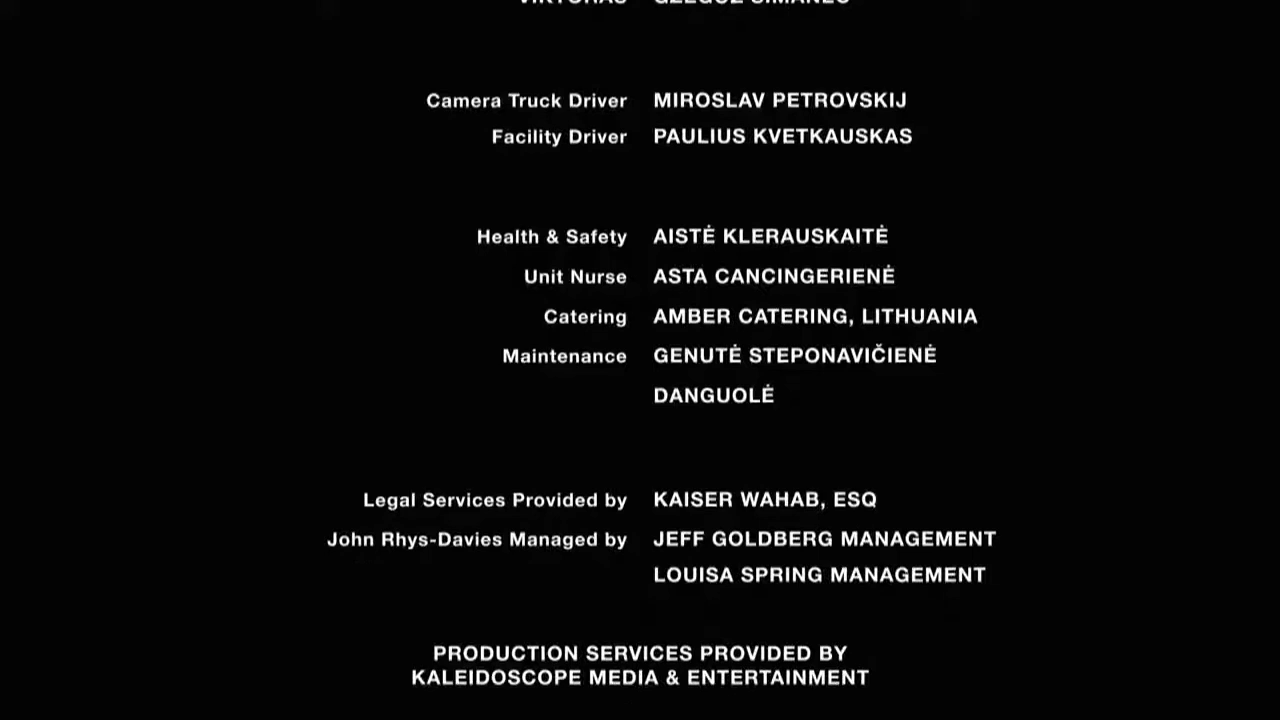 Camera Truck Driver MIROSLAV PETROVSKIJ
Facility Driver PAULIUS KVETKAUSKAS
Health & Safety AISTĖ KLERAUSKAITĖ
Unit Nurse ASTA CANCINGERIENĖ
Catering AMBER CATERING, LITHUANIA
Maintenance GENUTĖ STEPONAVIČIENĖ
DANGUOLĖ
Legal Services Provided by KAISER WAHAB, ESQ
John Rhys-Davies Managed by JEFF GOLDBERG MANAGEMENT
LOUISA SPRING MANAGEMENT
PRODUCTION SERVICES PROVIDED BY
KALEIDOSCOPE MEDIA & ENTERTAINMENT